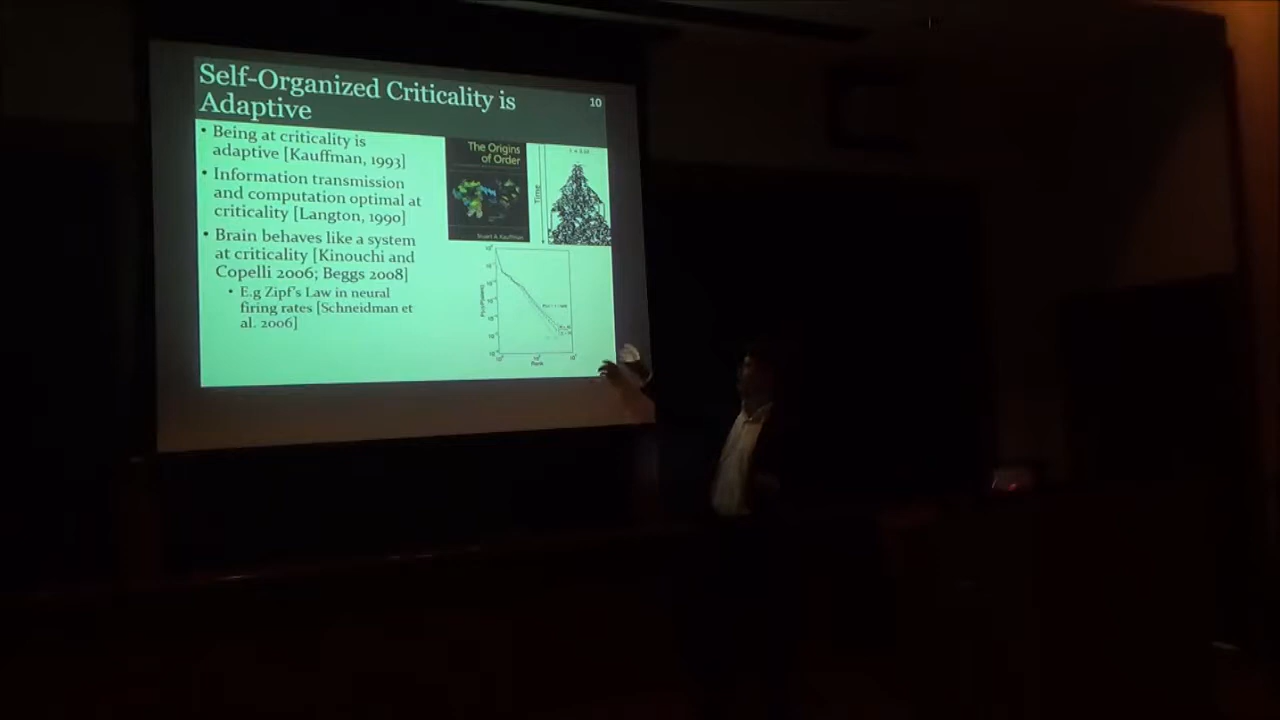 Self-Organized Criticality is
Adaptive
10
• Being at criticality is
adaptive [Kauffman, 1993]
• Information transmission
and computation optimal at
criticality [Langton, 1990]
• Brain behaves like a system
at criticality [Kinouchi and
Copelli 2006; Beggs 2008]
• E.g Zipf's Law in neural
firing rates [Schneidman et
al. 2006]
The Origins
of Order
Stuart A Kauffman
Time
Rank